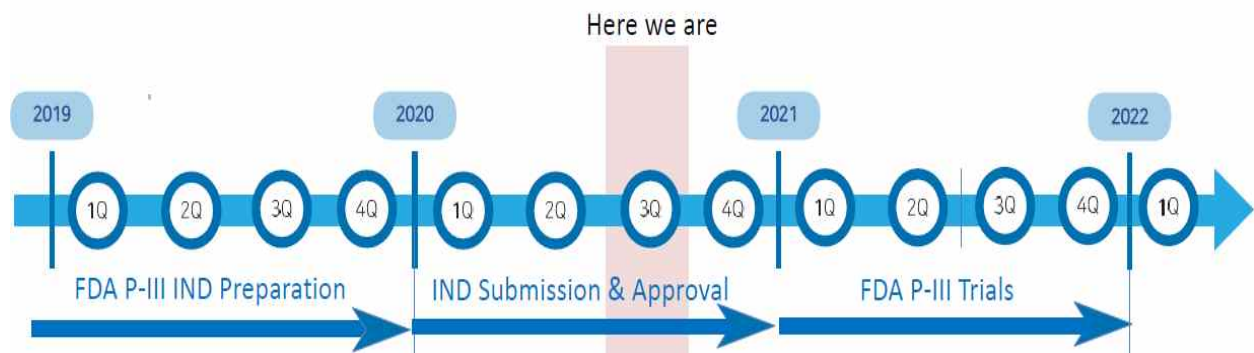 Here we are
2019
2020
2021
2022
1Q 2Q 3Q 4Q 1Q 2Q 3Q 4Q 1Q 2Q 3Q 4Q 1Q
FDA P-III IND Preparation
IND Submission & Approval
FDA P-III Trials